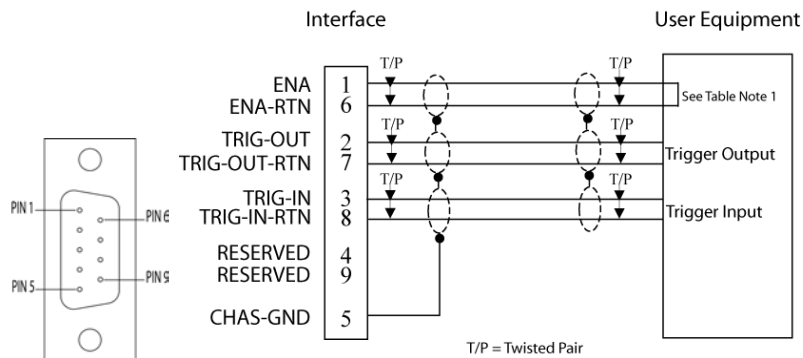 Interface
User Equipment
T/P
T/P
ENA 1
ENA-RTN 6
See Table Note 1
T/P
T/P
TRIG-OUT 2
TRIG-OUT-RTN 7
Trigger Output
T/P
T/P
TRIG-IN 3
TRIG-IN-RTN 8
Trigger Input
RESERVED 4
RESERVED 9
CHAS-GND 5
PIN 1
PIN 6
PIN 5
PIN 9
T/P = Twisted Pair